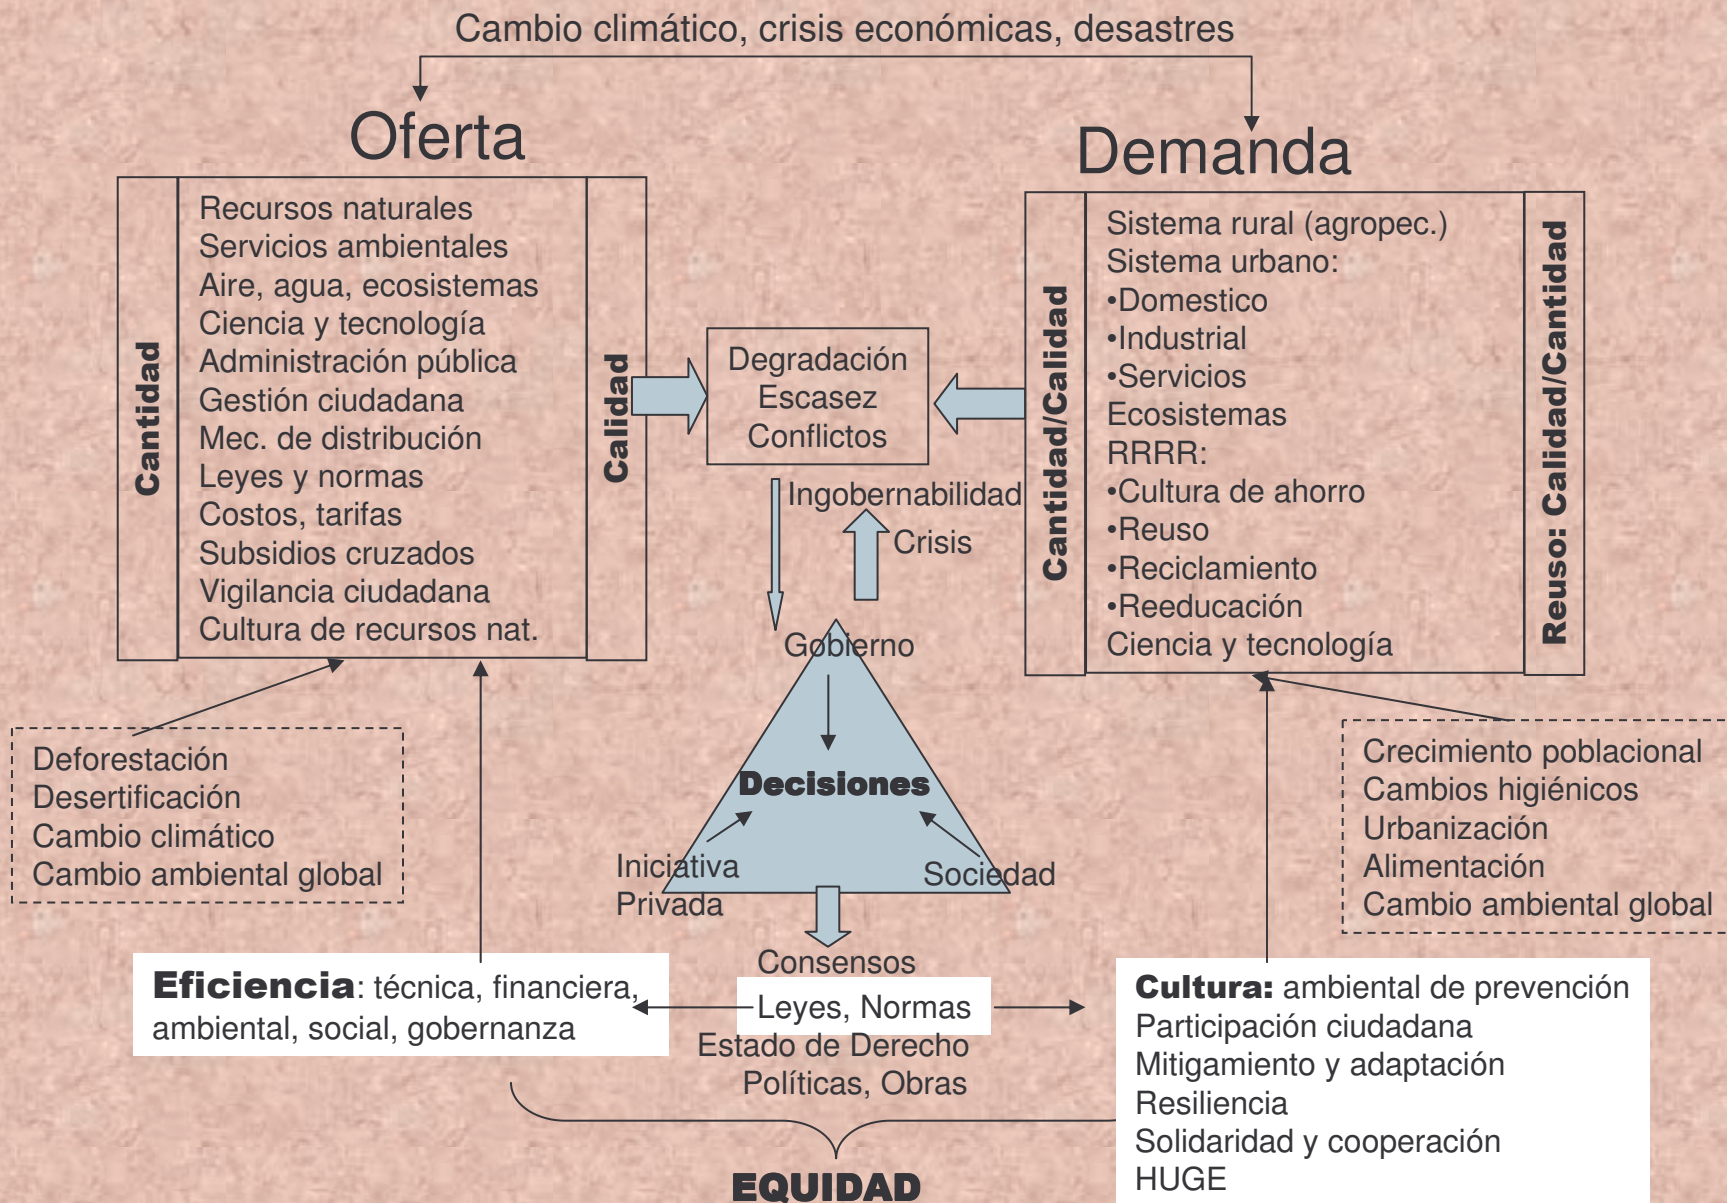 Cambio climático, crisis económicas, desastres
Oferta
Demanda
Cantidad
Recursos naturales
Servicios ambientales
Aire, agua, ecosistemas
Ciencia y tecnología
Administración pública
Gestión ciudadana
Mec. de distribución
Leyes y normas
Costos, tarifas
Subsidios cruzados
Vigilancia ciudadana
Cultura de recursos nat.
Calidad
Degradación
Escasez
Conflictos
Ingobernabilidad
Crisis
Cantidad/Calidad
Sistema rural (agropec.)
Sistema urbano:
•Domestico
•Industrial
•Servicios
Ecosistemas
RRRR:
•Cultura de ahorro
•Reuso
•Reciclamiento
•Reeducación
Ciencia y tecnología
Reuso: Calidad/Cantidad
Gobierno
Decisiones
Iniciativa
Privada
Sociedad
Deforestación
Desertificación
Cambio climático
Cambio ambiental global
Crecimiento poblacional
Cambios higiénicos
Urbanización
Alimentación
Cambio ambiental global
Eficiencia: técnica, financiera,
ambiental, social, gobernanza
Consensos
Leyes, Normas
Estado de Derecho
Políticas, Obras
Cultura: ambiental de prevención
Participación ciudadana
Mitigamiento y adaptación
Resiliencia
Solidaridad y cooperación
HUGE
EQUIDAD